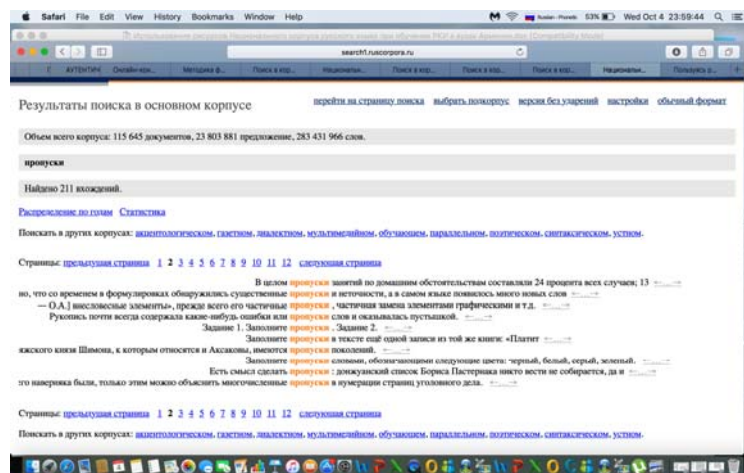 Safari File Edit View History Bookmarks Window Help
53% Wed Oct 4 23:59:44
search1.ruscorpora.ru
Результаты поиска в основном корпусе
перейти на страницу поиска выбрать подкорпус версия без ударений настройки обычный формат
Объем всего корпуса: 115 645 документов, 23 803 881 предложение, 283 431 966 слов.
пропуски
Найдено 211 вхождений.
Распределение по годам Статистика
Поискать в других корпусах: акцентологическом, газетном, диалектном, мультимедийном, обучающем, параллельном, поэтическом, синтаксическом, устном.
Страницы: предыдущая страница 1 2 3 4 5 6 7 8 9 10 11 12 следующая страница
В целом пропуски занятий по домашним обстоятельствам составляли 24 процента всех случаев; 13 ←...→
но, что со временем в формулировках обнаружились существенные пропуски и неточности, а в самом языке появилось много новых слов ←...→
— О.А.] внесловесные элементы», прежде всего его частичные пропуски , частичная замена элементами графическими и т.д. ←...→
Рукопись почти всегда содержала какие-нибудь ошибки или пропуски слов и оказывалась пустышкой. ←...→
Задание 1. Заполните пропуски . Задание 2. ←...→
Заполните пропуски в тексте ещё одной записи из той же книги: «Платит ←...→
яжского князя Шимона, к которым относятся и Аксаковы, имеются пропуски поколений. ←...→
Заполните пропуски словами, обозначающими следующие цвета: черный, белый, серый, зеленый. ←...→
Есть смысл сделать пропуски : донжуанский список Бориса Пастернака никто вести не собирается, да и ←...→
го наверняка были, только этим можно объяснить многочисленные пропуски в нумерации страниц уголовного дела. ←...→
Страницы: предыдущая страница 1 2 3 4 5 6 7 8 9 10 11 12 следующая страница
Поискать в других корпусах: акцентологическом, газетном, диалектном, мультимедийном, обучающем, параллельном, поэтическом, синтаксическом, устном.